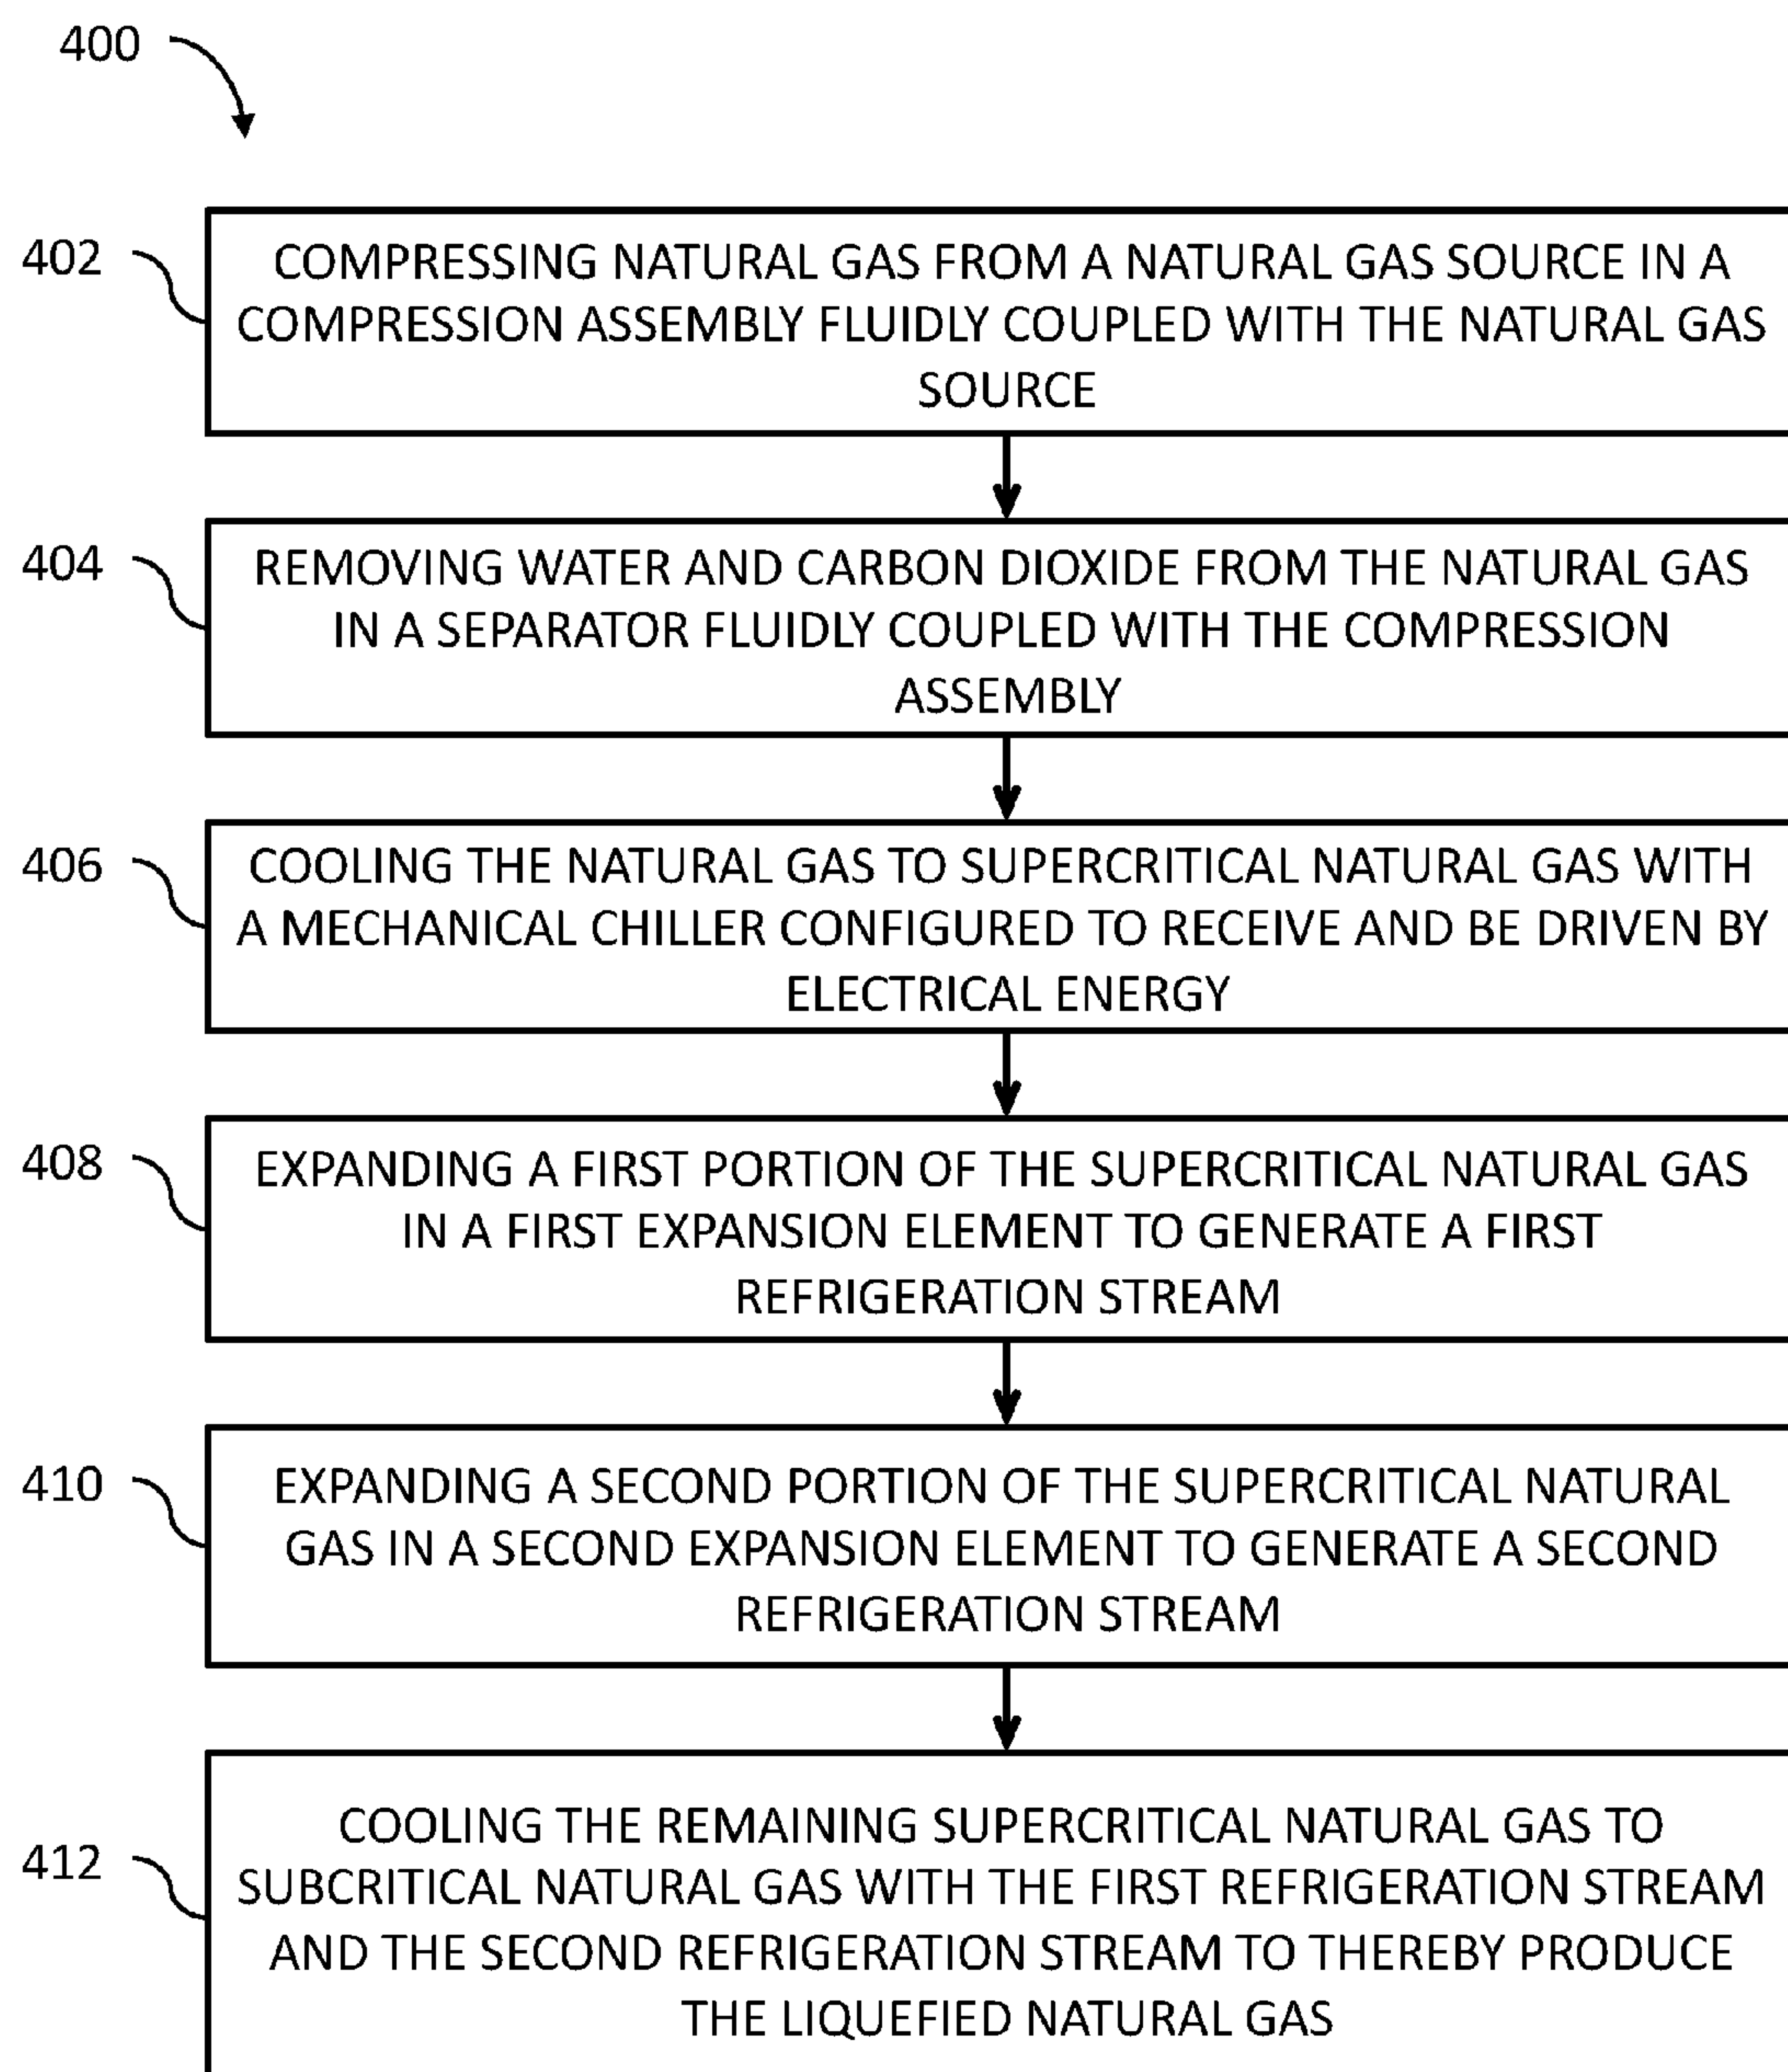 400
402
COMPRESSING NATURAL GAS FROM A NATURAL GAS SOURCE IN A
COMPRESSION ASSEMBLY FLUIDLY COUPLED WITH THE NATURAL GAS
SOURCE
404
REMOVING WATER AND CARBON DIOXIDE FROM THE NATURAL GAS
IN A SEPARATOR FLUIDLY COUPLED WITH THE COMPRESSION
ASSEMBLY
406
COOLING THE NATURAL GAS TO SUPERCRITICAL NATURAL GAS WITH
A MECHANICAL CHILLER CONFIGURED TO RECEIVE AND BE DRIVEN BY
ELECTRICAL ENERGY
408
EXPANDING A FIRST PORTION OF THE SUPERCRITICAL NATURAL GAS
IN A FIRST EXPANSION ELEMENT TO GENERATE A FIRST
REFRIGERATION STREAM
410
EXPANDING A SECOND PORTION OF THE SUPERCRITICAL NATURAL
GAS IN A SECOND EXPANSION ELEMENT TO GENERATE A SECOND
REFRIGERATION STREAM
412
COOLING THE REMAINING SUPERCRITICAL NATURAL GAS TO
SUBCRITICAL NATURAL GAS WITH THE FIRST REFRIGERATION STREAM
AND THE SECOND REFRIGERATION STREAM TO THEREBY PRODUCE
THE LIQUEFIED NATURAL GAS